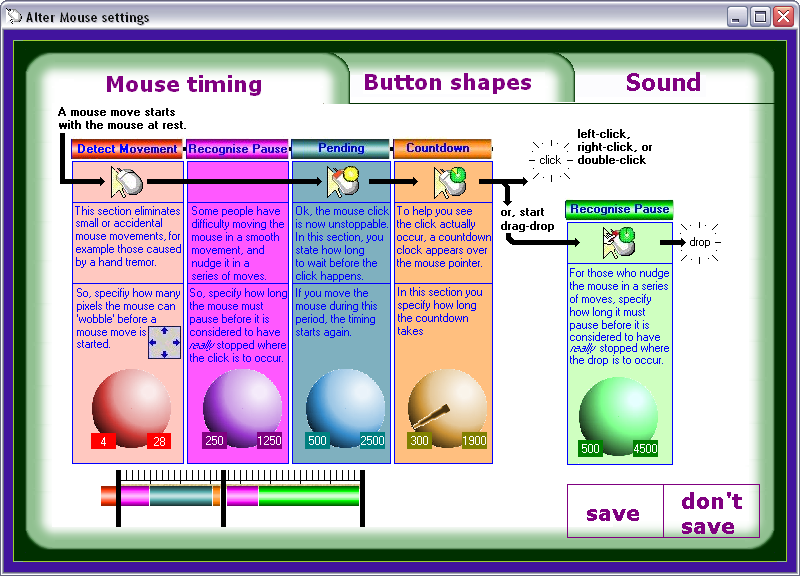 Alter Mouse settings
Mouse timing
Button shapes
Sound
A mouse move starts
with the mouse at rest.
Detect Movement
Recognise Pause
Pending
Countdown
This section eliminates
small or accidental
mouse movements, for
example those caused
by a hand tremor.
So, specifiy how many
pixels the mouse can
'wobble' before a
mouse move is
started.
4
28
Some people have
difficulty moving the
mouse in a smooth
movement, and
nudge it in a
series of moves.
So, specify how long
the mouse must
pause before it is
considered to have
really stopped where
the click is to occur.
250
1250
Ok, the mouse click
is now unstoppable.
In this section, you
state how long
to wait before the
click happens.
If you move the
mouse during this
period, the timing
starts again.
500
2500
To help you see
the click actually
occur, a countdown
clock appears over
the mouse pointer.
In this section you
specify how long
the countdown
takes
300
1900
click
left-click,
right-click, or
double-click
or, start
drag-drop
Recognise Pause
drop
For those who nudge
the mouse in a series
of moves, specify
how long it must
pause before it is
considered to have
really stopped where
the drop is to occur.
500
4500
save
don't
save